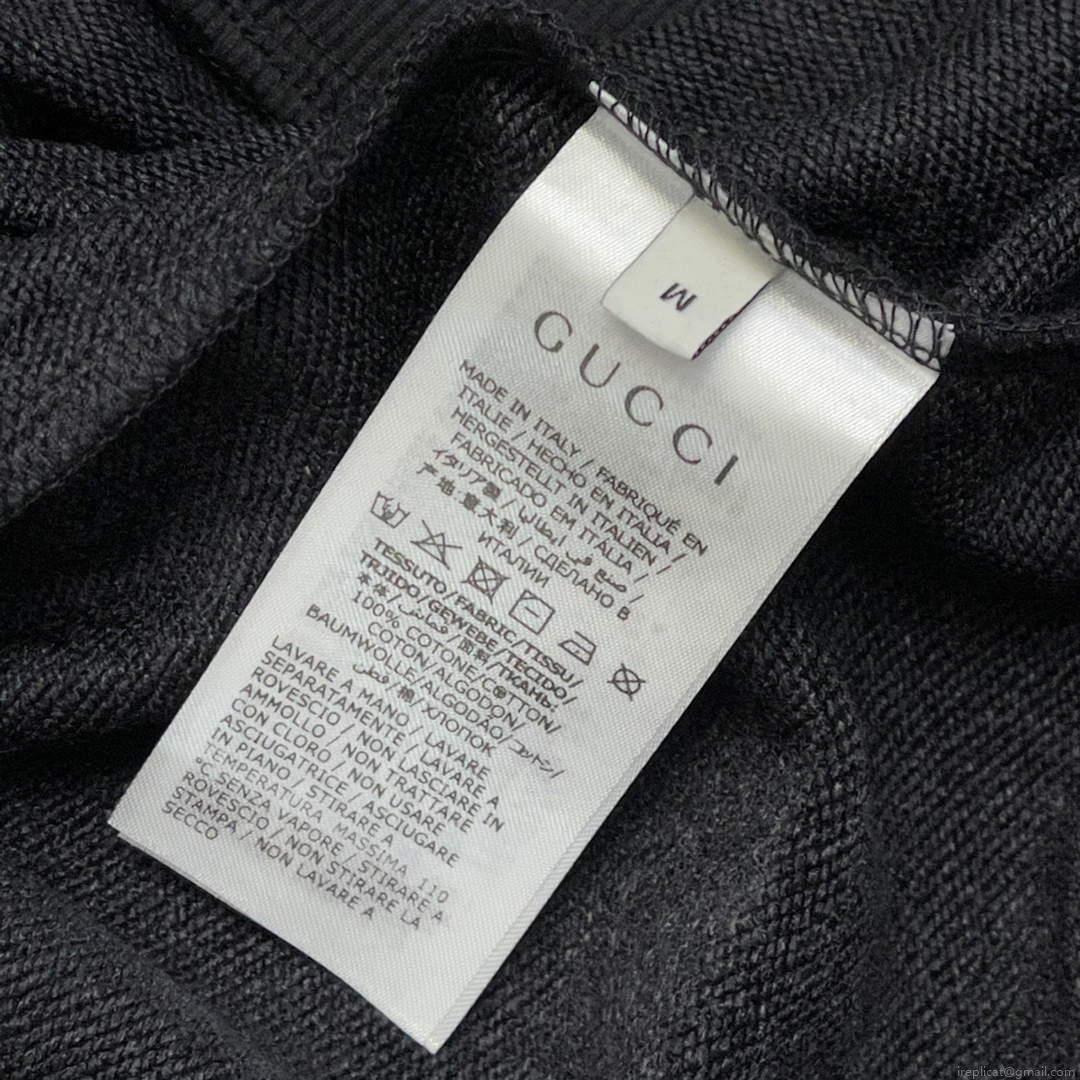 M
GUCCI
MADE IN ITALY / FABRIQUÉ EN
ITALIE / HECHO EN ITALIA /
HERGESTELLT IN ITALIEN /
FABRICADO EM ITÁLIA /
イタリア製 / صنع في إيطاليا /
产地:意大利 / СДЕЛАНО В
ИТАЛИИ
TESSUTO/FABRIC/TISSU/
TEJIDO/GEWEBE/TECIDO/
本体/قماش/面料/ТКАНЬ
100% COTONE/COTTON/
COTON/ALGODON/
BAUMWOLLE/ALGODÃO/コットン/
قطن/棉/ХЛОПОК
LAVARE A MANO / LAVARE
SEPARATAMENTE / LAVARE A
ROVESCIO / NON LASCIARE IN
AMMOLLO / NON TRATTARE
CON CLORO / NON USARE
ASCIUGATRICE / ASCIUGARE
IN PIANO / STIRARE A
TEMPERATURA MASSIMA 110
°C SENZA VAPORE / STIRARE A
ROVESCIO / NON STIRARE LA
STAMPA / NON LAVARE A
SECCO
ireplicat@gmail.com